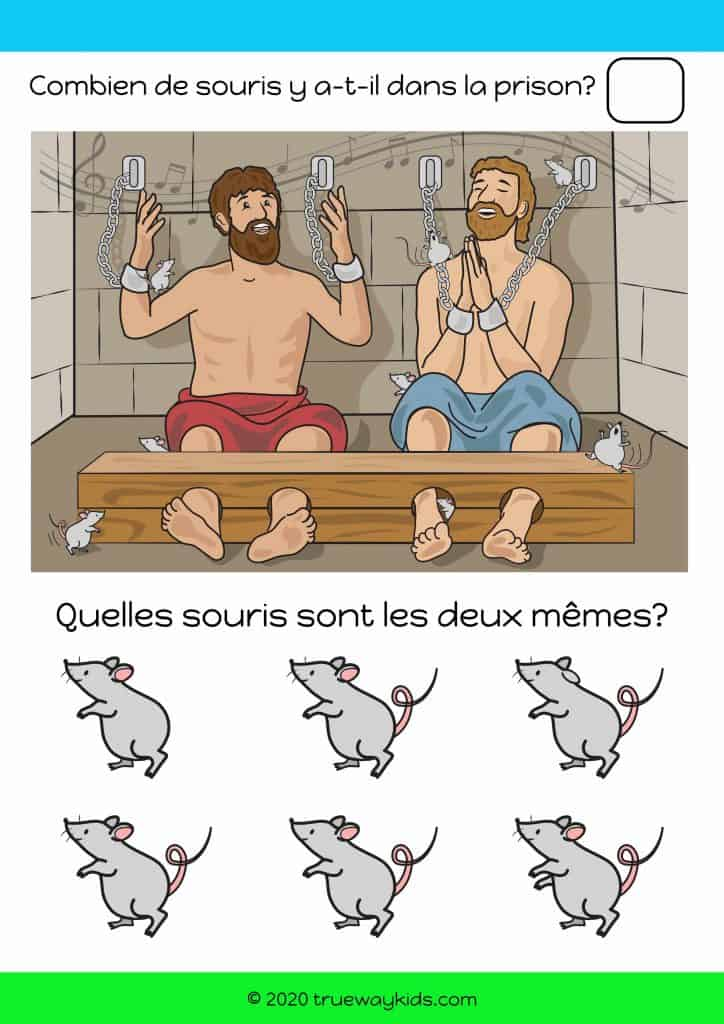 Combien de souris y a-t-il dans la prison?
Quelles souris sont les deux mêmes?
© 2020 truewaykids.com